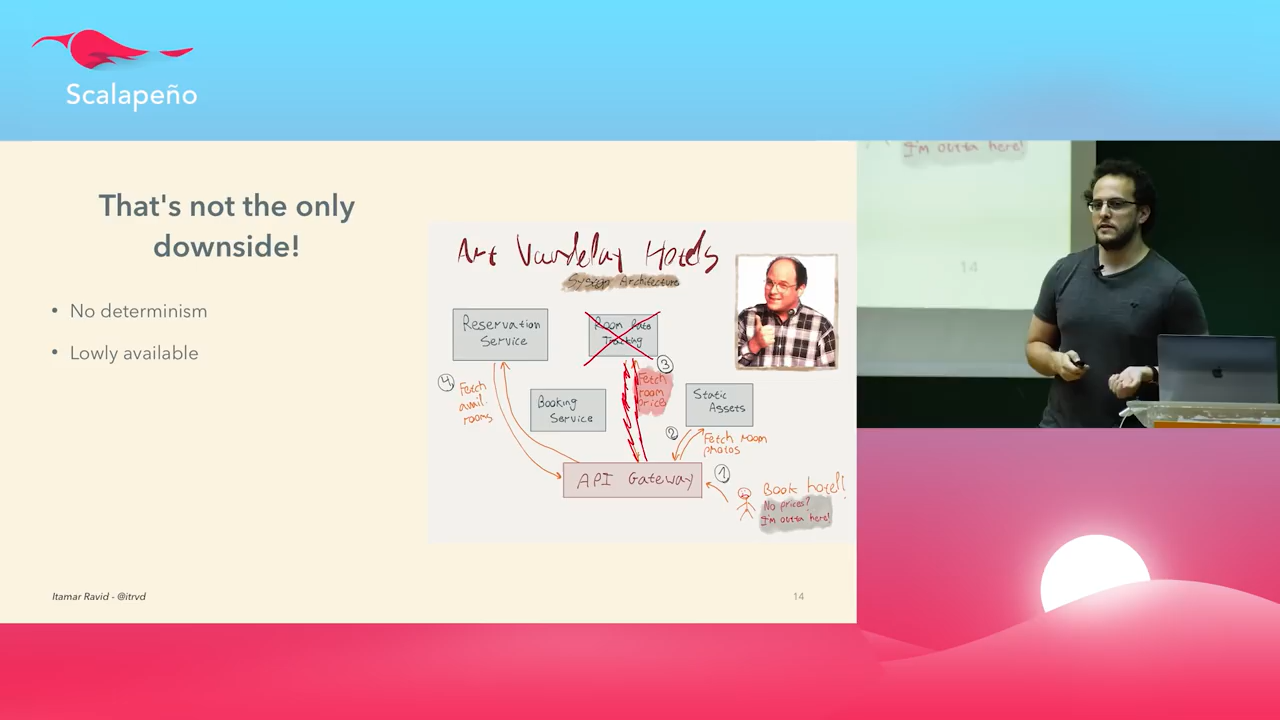 Scalapeño
That's not the only
downside!
• No determinism
• Lowly available
Art Vandelay Hotels
System Architecture
Reservation
Service
Room Rate
Tracking
3
4
Fetch
avail.
rooms
Fetch
room
price
Booking
Service
Static
Assets
2
Fetch room
photos
API Gateway
1
Book hotel!
No prices?
I'm outta here!
Itamar Ravid - @itrvd
14
I'm outta here!
14